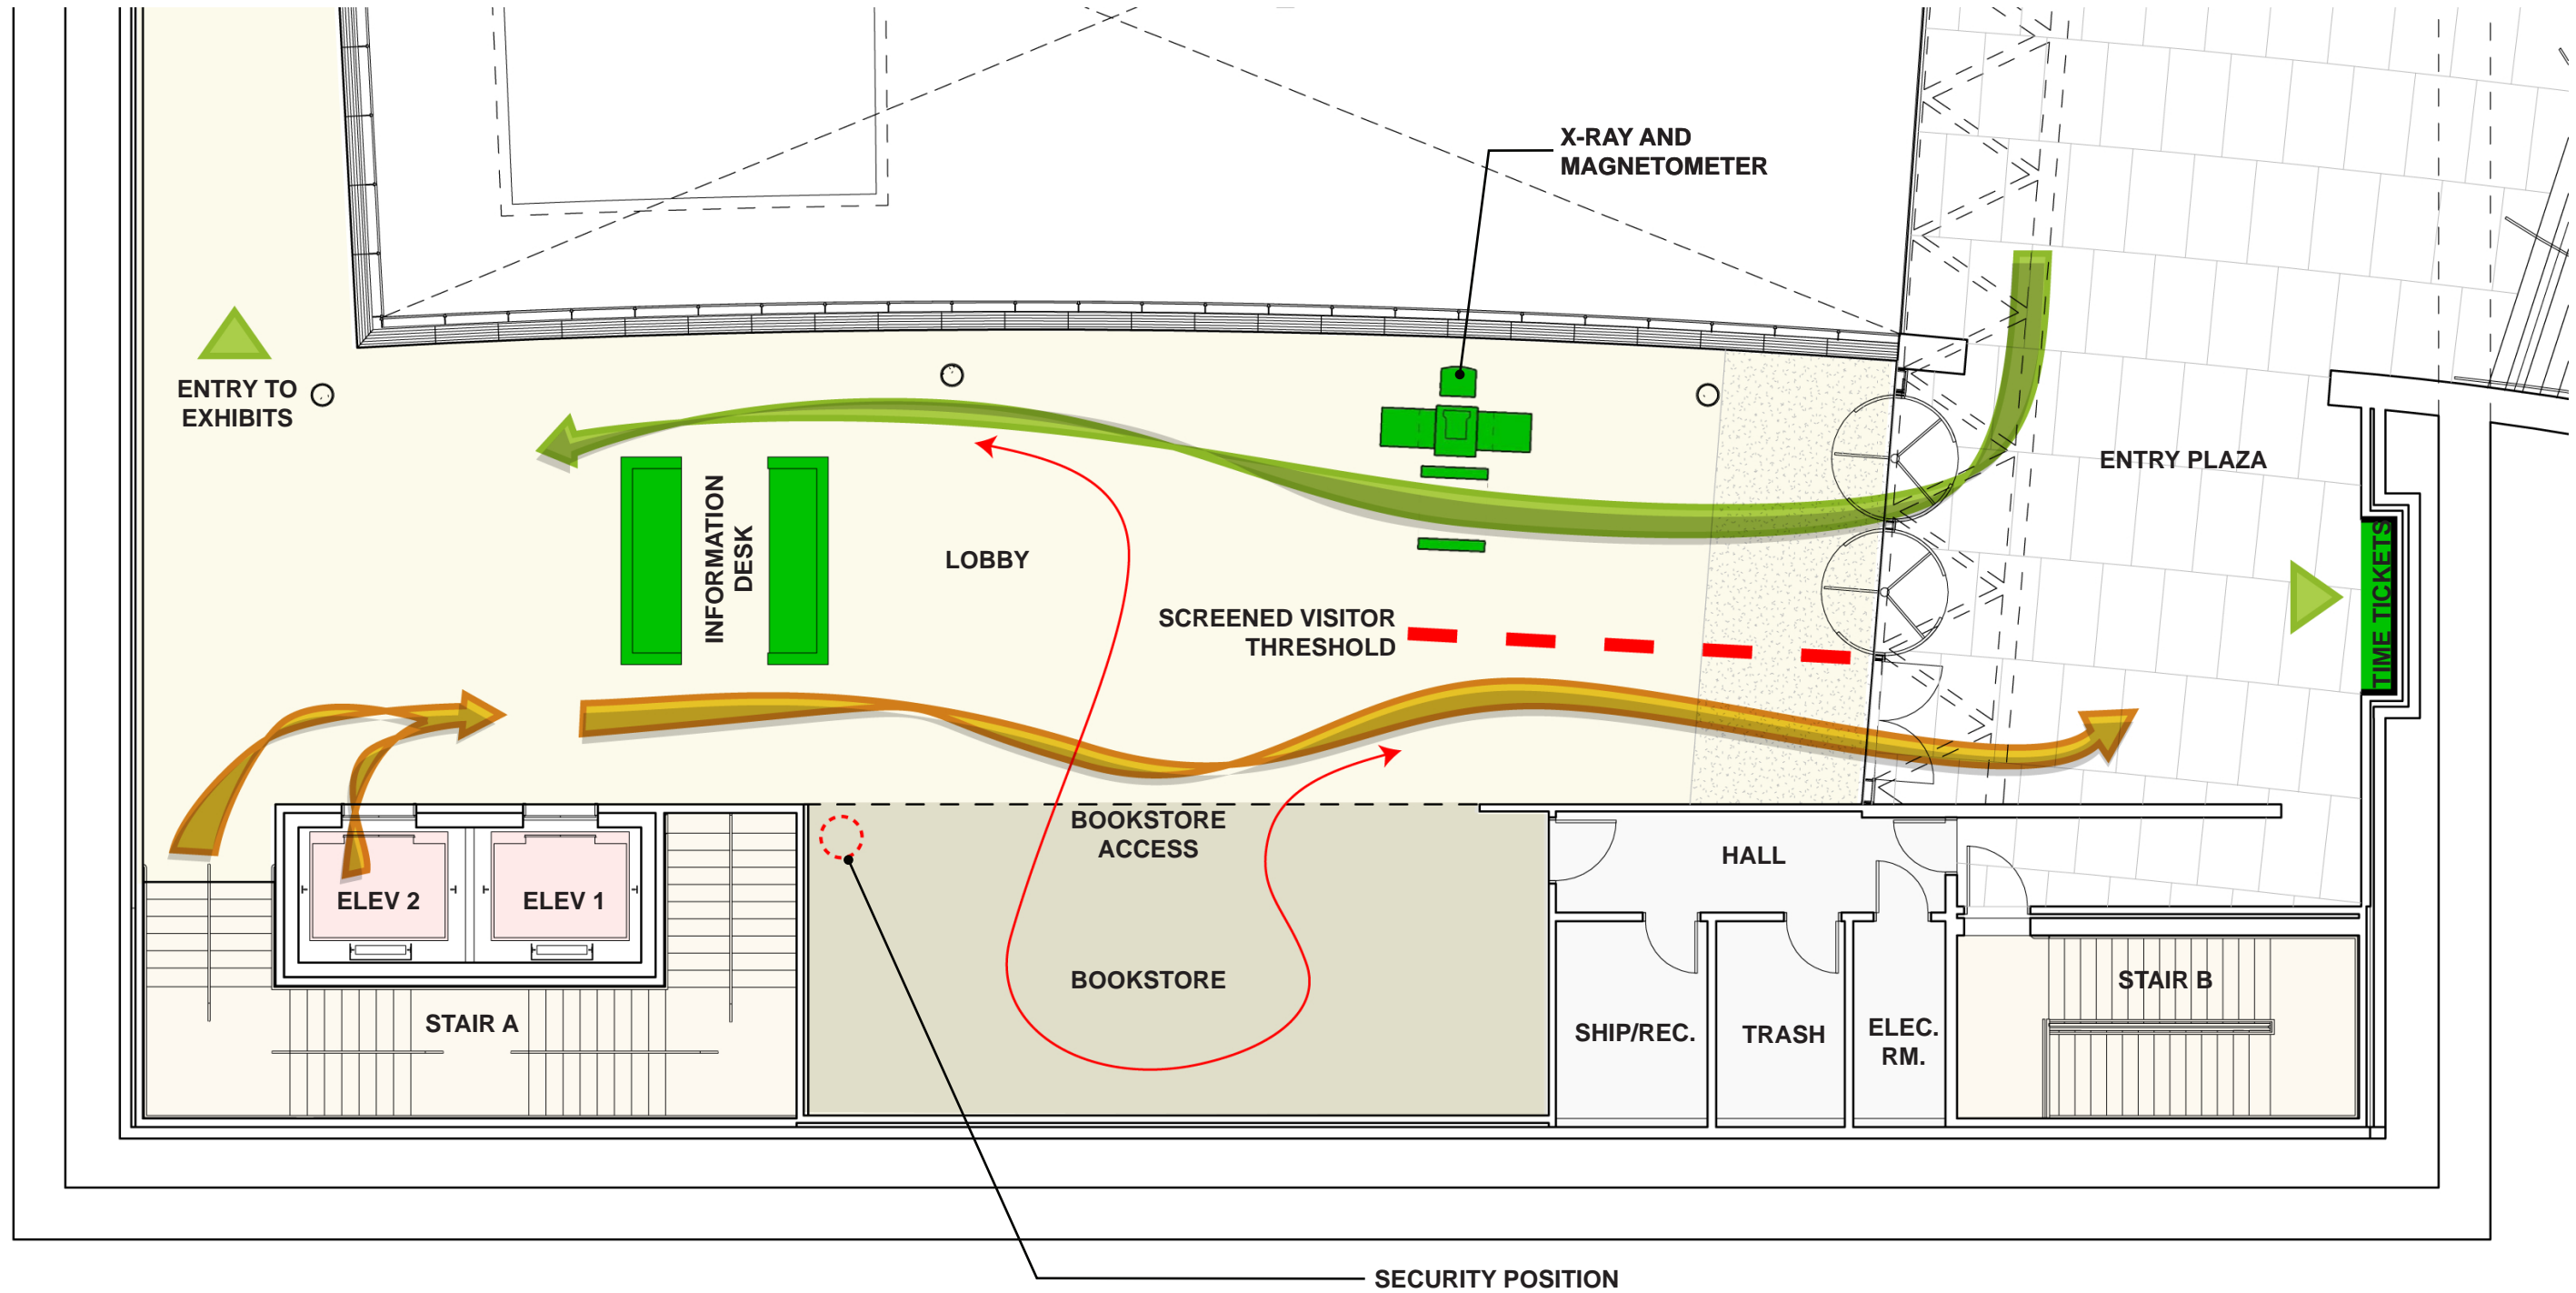 X-RAY AND
MAGNETOMETER
ENTRY TO
EXHIBITS
ENTRY PLAZA
INFORMATION
DESK
LOBBY
TIME TICKETS
SCREENED VISITOR
THRESHOLD
BOOKSTORE
ACCESS
HALL
ELEV 2
ELEV 1
BOOKSTORE
STAIR B
STAIR A
SHIP/REC.
TRASH
ELEC.
RM.
SECURITY POSITION